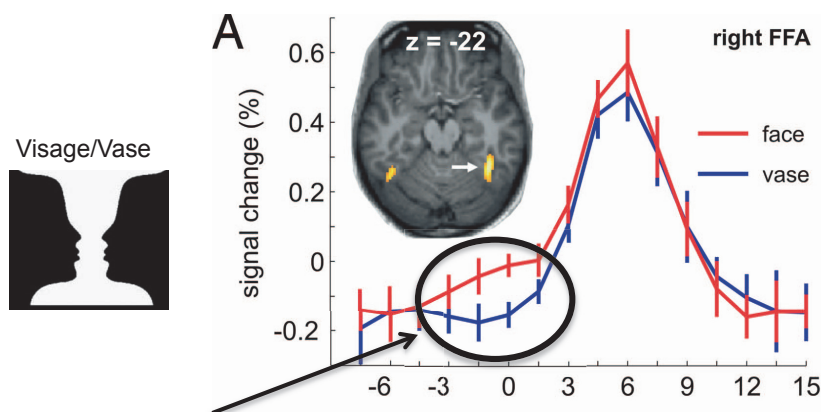 A
z = -22
right FFA
0.6
0.4
0.2
0
-0.2
signal change (%)
face
vase
Visage/Vase
-6 -3 0 3 6 9 12 15